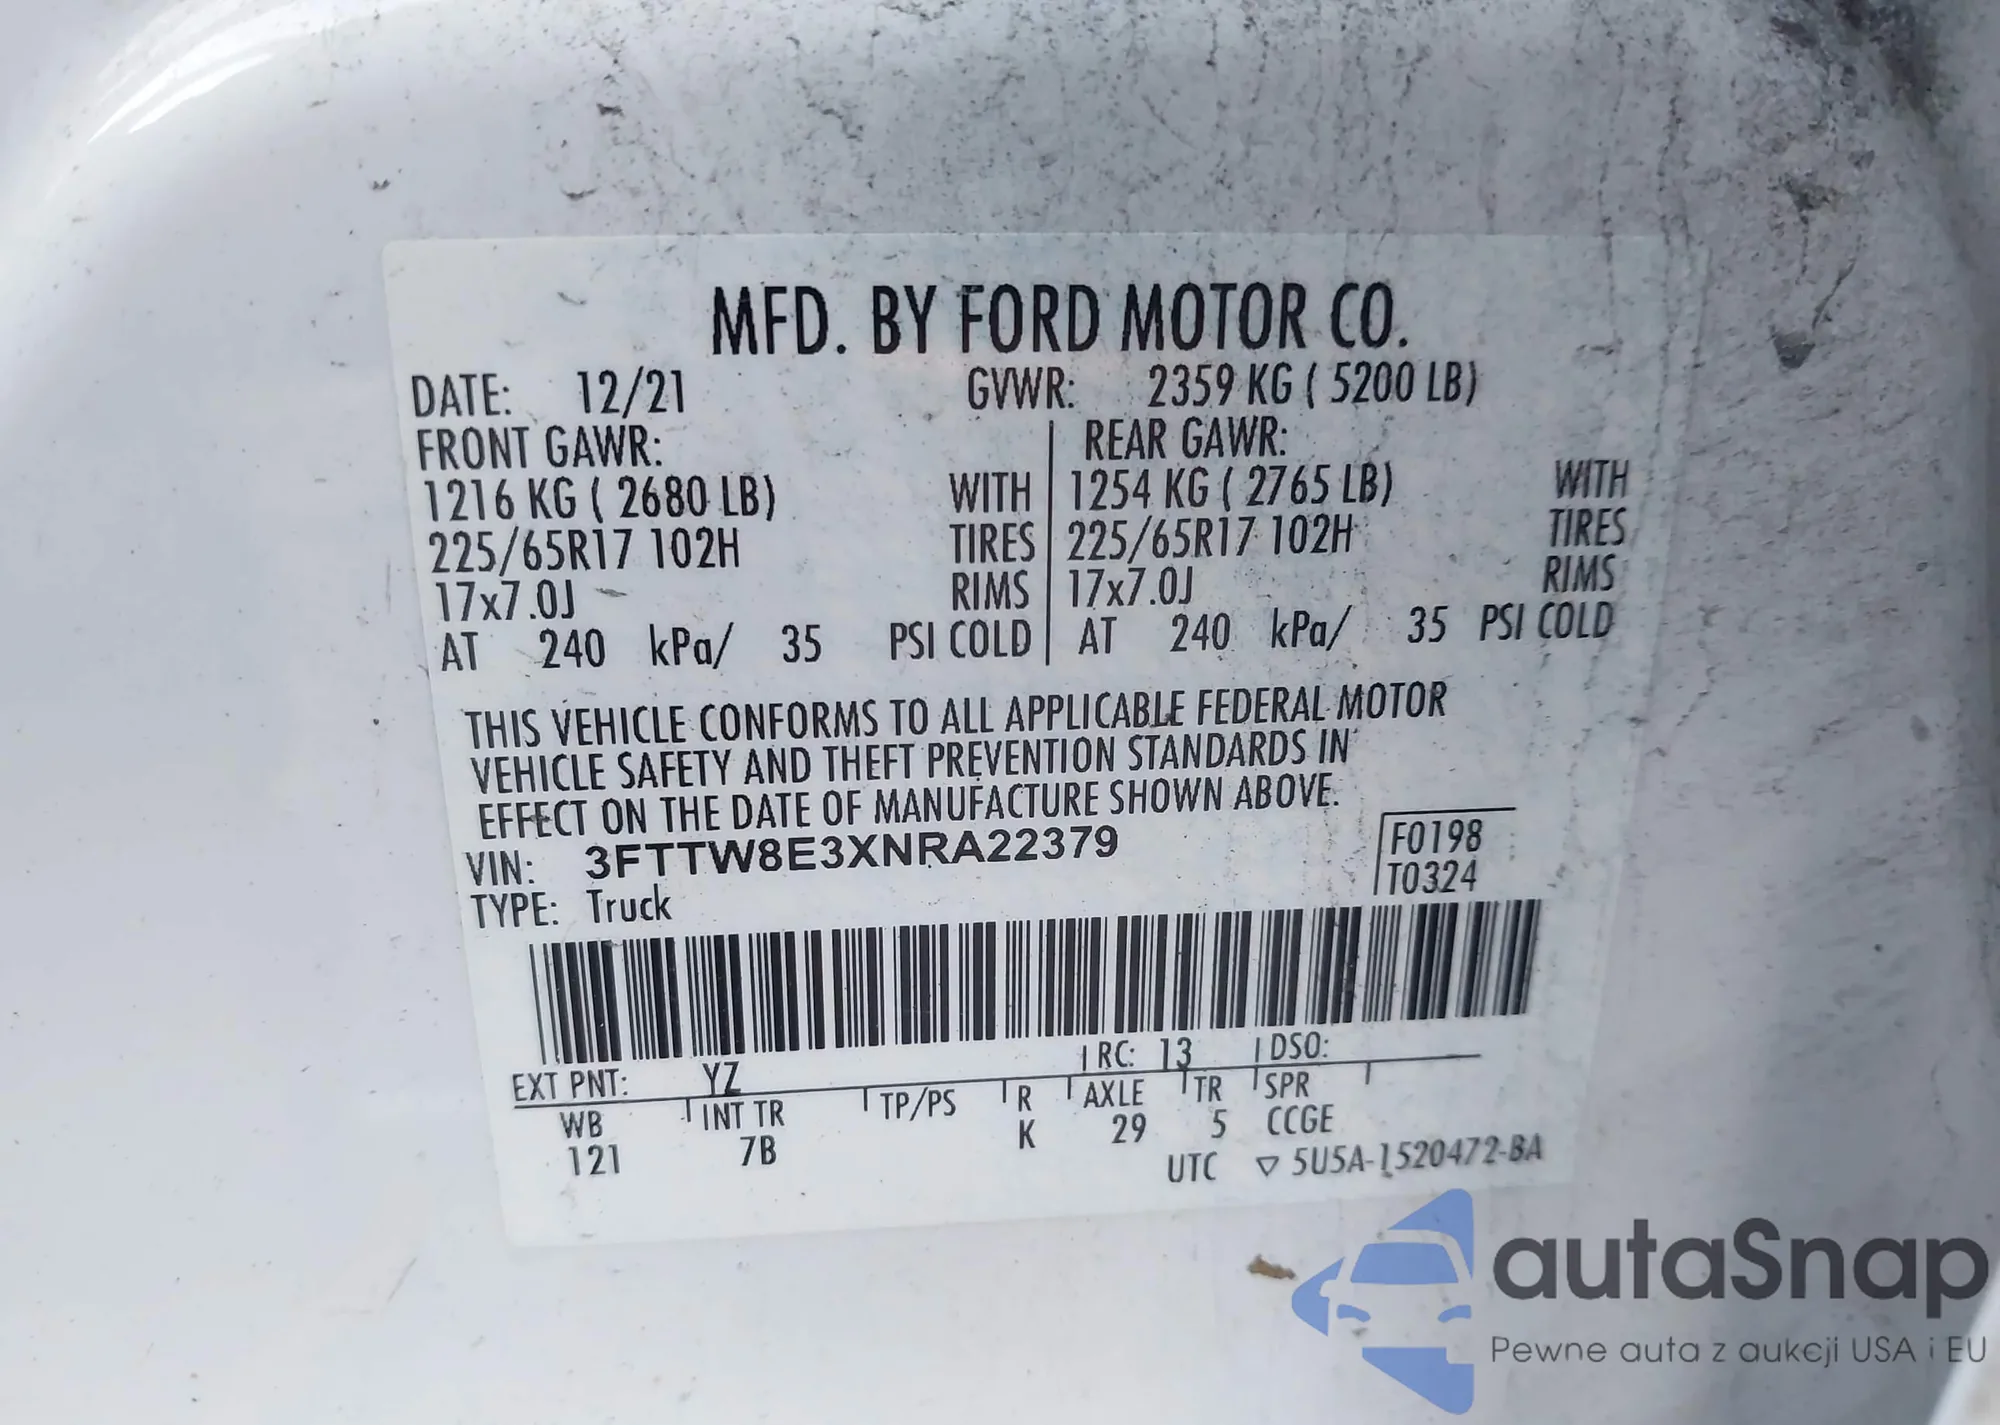 MFD. BY FORD MOTOR CO.
DATE: 12/21 GVWR: 2359 KG ( 5200 LB)
FRONT GAWR: REAR GAWR:
1216 KG ( 2680 LB) WITH 1254 KG ( 2765 LB) WITH
225/65R17 102H TIRES 225/65R17 102H TIRES
17x7.0J RIMS 17x7.0J RIMS
AT 240 kPa/ 35 PSI COLD AT 240 kPa/ 35 PSI COLD
THIS VEHICLE CONFORMS TO ALL APPLICABLE FEDERAL MOTOR
VEHICLE SAFETY AND THEFT PREVENTION STANDARDS IN
EFFECT ON THE DATE OF MANUFACTURE SHOWN ABOVE.
VIN: 3FTTW8E3XNRA22379
F0198
TYPE: Truck
T0324
EXT PNT: YZ RC: 13 DSO:
WB INT TR TP/PS R AXLE TR SPR
121 7B K 29 5 CCGE
UTC ▽ 5U5A-1520472-BA
autaSnap
Pewne auta z aukcji USA i EU